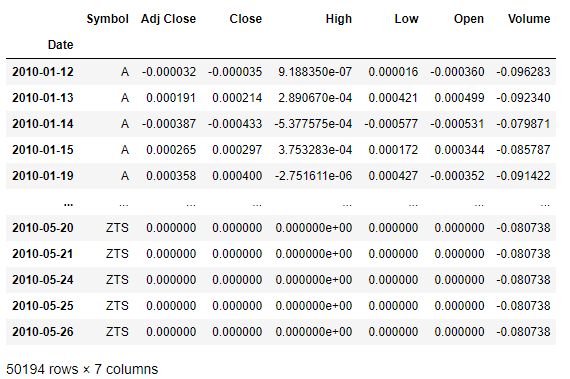 Symbol Adj Close Close High Low Open Volume
Date
2010-01-12 A -0.000032 -0.000035 9.188350e-07 0.000016 -0.000360 -0.096283
2010-01-13 A 0.000191 0.000214 2.890670e-04 0.000421 0.000499 -0.092340
2010-01-14 A -0.000387 -0.000433 -5.377575e-04 -0.000577 -0.000531 -0.079871
2010-01-15 A 0.000265 0.000297 3.753283e-04 0.000172 0.000344 -0.085787
2010-01-19 A 0.000358 0.000400 -2.751611e-06 0.000427 -0.000352 -0.091422
... ... ... ... ... ... ... ...
2010-05-20 ZTS 0.000000 0.000000 0.000000e+00 0.000000 0.000000 -0.080738
2010-05-21 ZTS 0.000000 0.000000 0.000000e+00 0.000000 0.000000 -0.080738
2010-05-24 ZTS 0.000000 0.000000 0.000000e+00 0.000000 0.000000 -0.080738
2010-05-25 ZTS 0.000000 0.000000 0.000000e+00 0.000000 0.000000 -0.080738
2010-05-26 ZTS 0.000000 0.000000 0.000000e+00 0.000000 0.000000 -0.080738
50194 rows × 7 columns